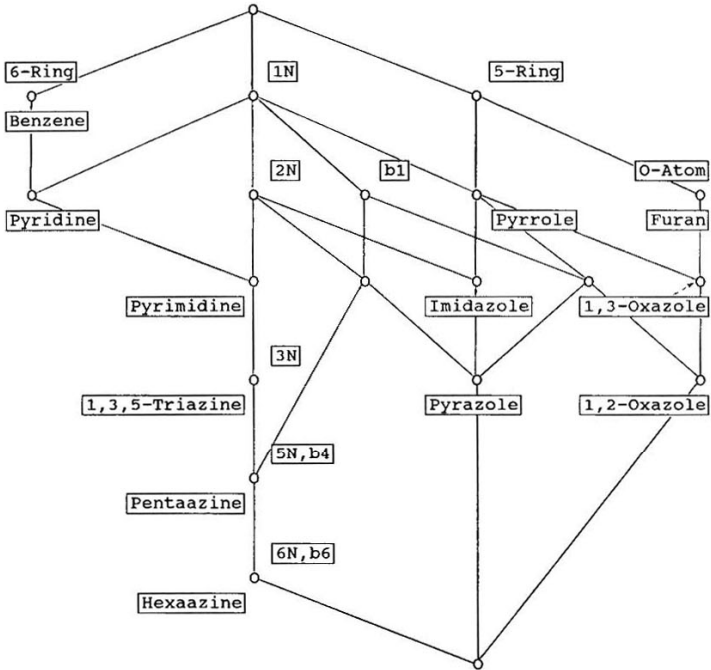 6-Ring
1N
5-Ring
Benzene
2N
b1
O-Atom
Pyridine
Pyrrole
Furan
Pyrimidine
Imidazole
1,3-Oxazole
3N
1,3,5-Triazine
Pyrazole
1,2-Oxazole
5N,b4
Pentaazine
6N,b6
Hexaazine